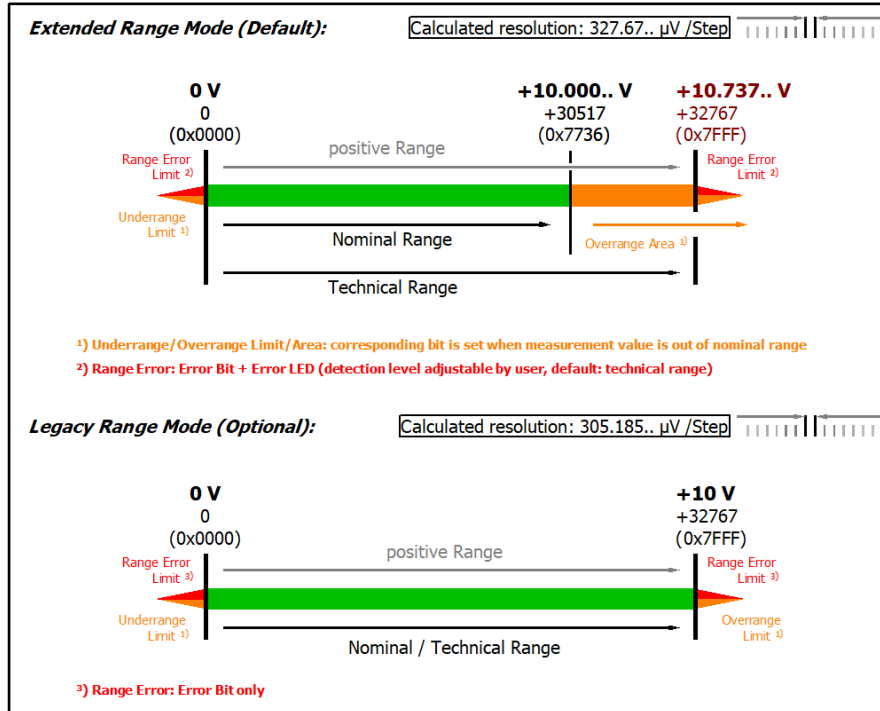 Extended Range Mode (Default):
Calculated resolution: 327.67.. µV /Step
0 V
+10.000.. V
+10.737.. V
0
+30517
+32767
(0x0000)
(0x7736)
(0x7FFF)
Range Error
Limit ²⁾
positive Range
Range Error
Limit ²⁾
Underrange
Limit ¹⁾
Nominal Range
Overrange Area ¹⁾
Technical Range
¹) Underrange/Overrange Limit/Area: corresponding bit is set when measurement value is out of nominal range
²) Range Error: Error Bit + Error LED (detection level adjustable by user, default: technical range)
Legacy Range Mode (Optional):
Calculated resolution: 305.185.. µV /Step
0 V
+10 V
0
+32767
(0x0000)
(0x7FFF)
Range Error
Limit ³⁾
positive Range
Range Error
Limit ³⁾
Underrange
Limit ¹⁾
Nominal / Technical Range
Overrange
Limit ¹⁾
³) Range Error: Error Bit only